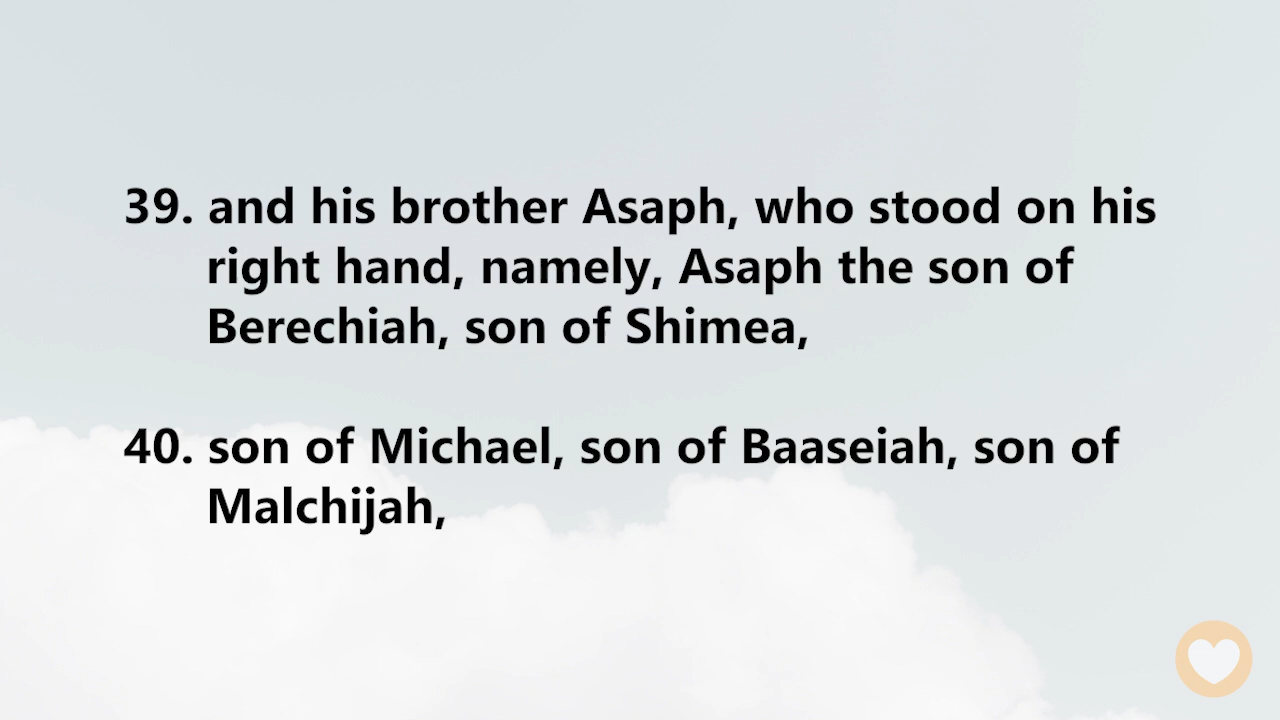 39. and his brother Asaph, who stood on his
right hand, namely, Asaph the son of
Berechiah, son of Shimea,
40. son of Michael, son of Baaseiah, son of
Malchijah,